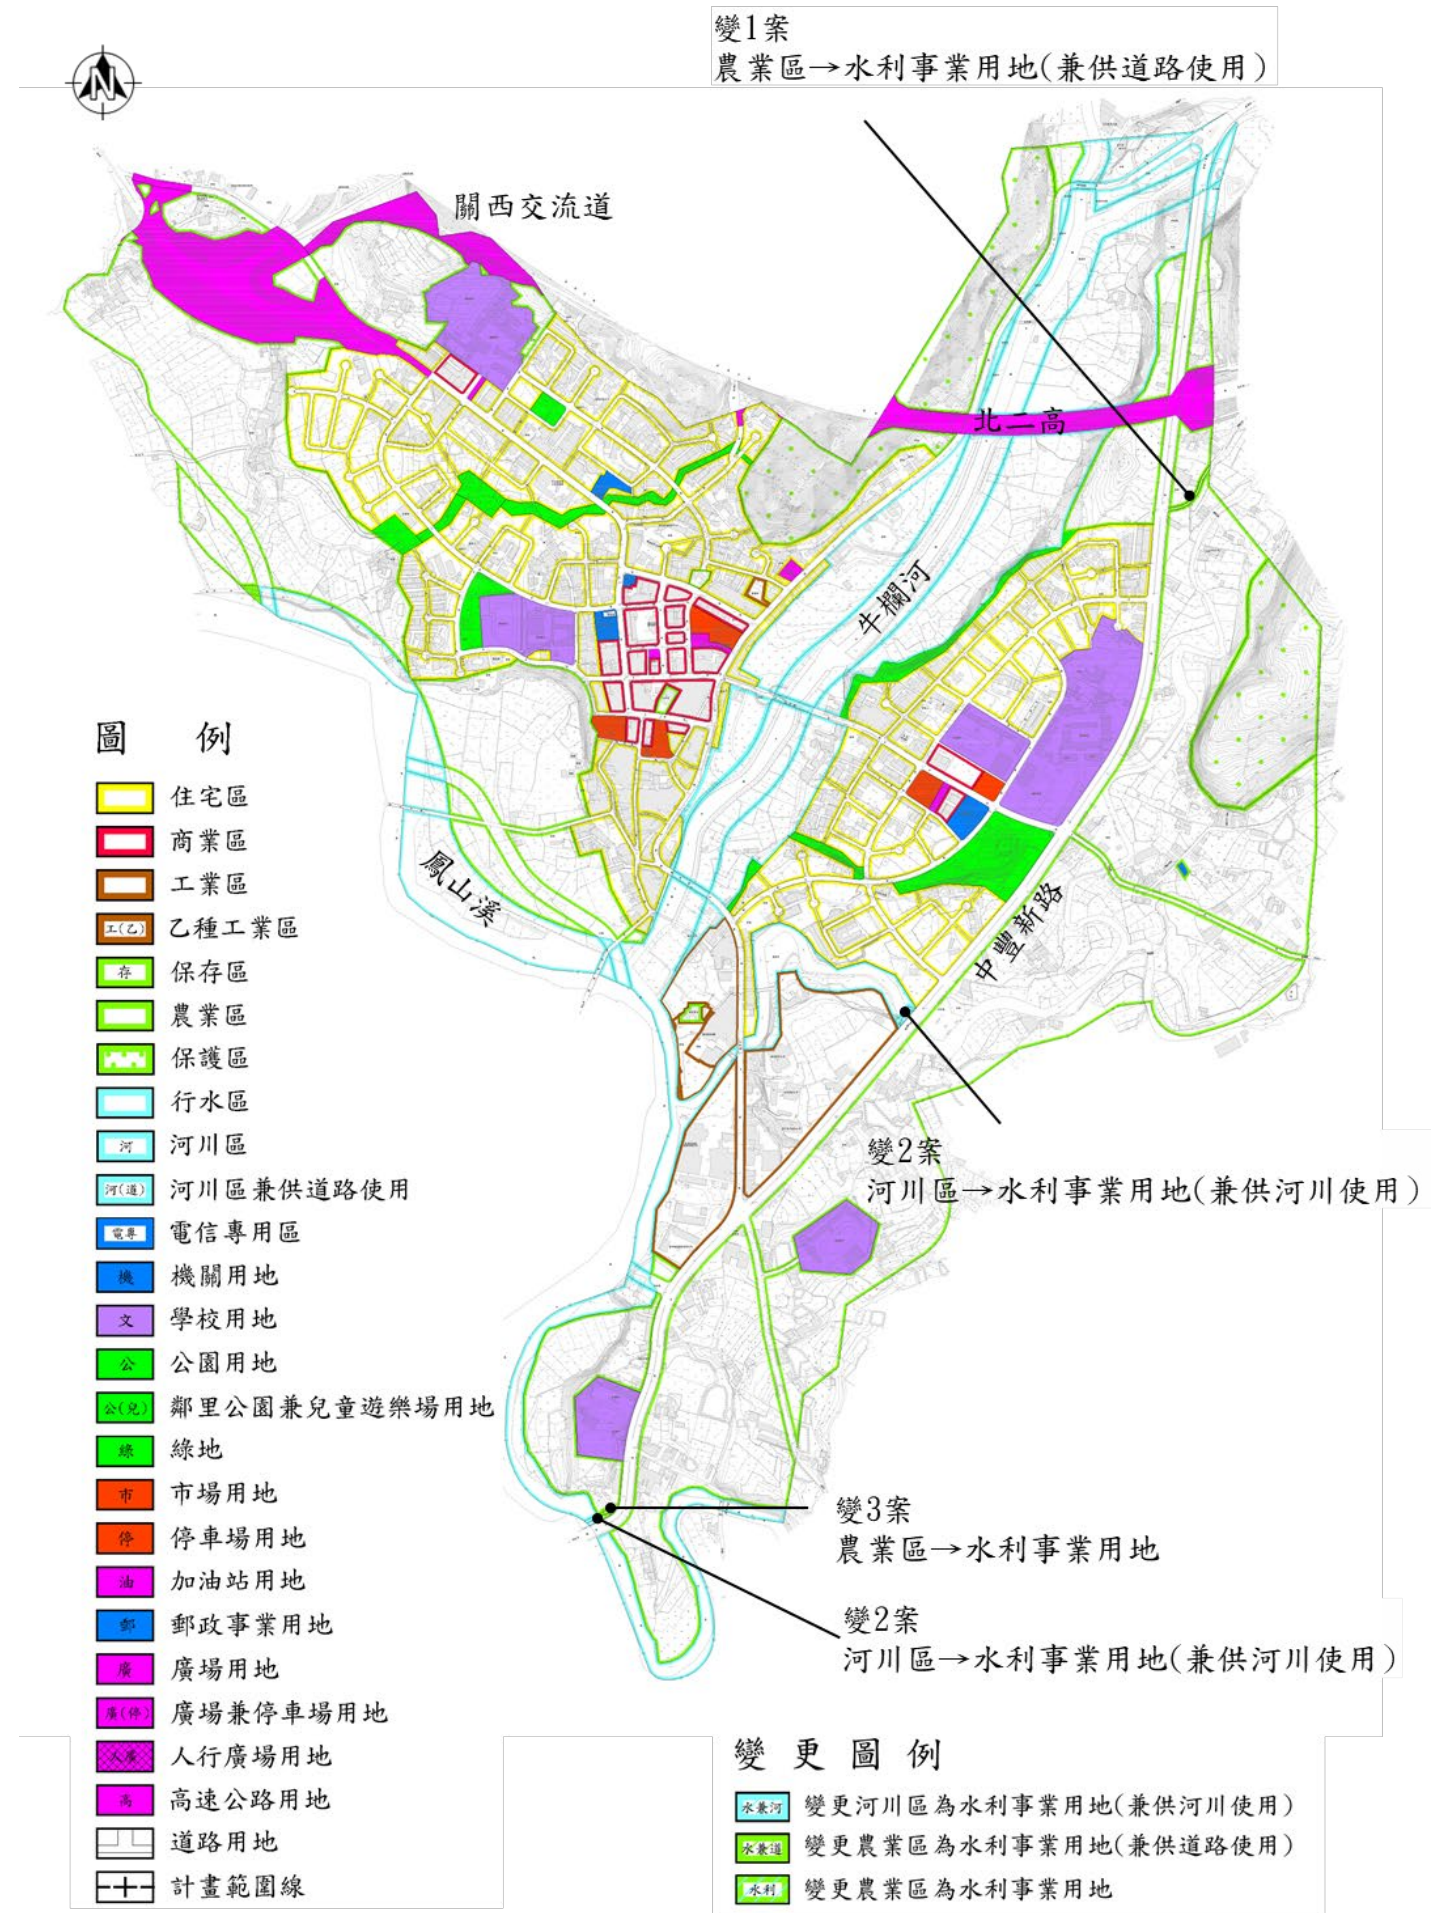 變1案
農業區→水利事業用地(兼供道路使用)
N
關西交流道
北二高
牛欄河
鳳山溪
中豐新路
變2案
河川區→水利事業用地(兼供河川使用)
變3案
農業區→水利事業用地
變2案
河川區→水利事業用地(兼供河川使用)
圖 例
住宅區
商業區
工業區
工(乙) 乙種工業區
存 保存區
農業區
保護區
行水區
河 河川區
河(道) 河川區兼供道路使用
電專 電信專用區
機 機關用地
文 學校用地
公 公園用地
公(兒) 鄰里公園兼兒童遊樂場用地
綠 綠地
市 市場用地
停 停車場用地
油 加油站用地
郵 郵政事業用地
廣 廣場用地
廣(停) 廣場兼停車場用地
人廣 人行廣場用地
高 高速公路用地
道路用地
計畫範圍線
變 更 圖 例
水兼河 變更河川區為水利事業用地(兼供河川使用)
水兼道 變更農業區為水利事業用地(兼供道路使用)
水利 變更農業區為水利事業用地